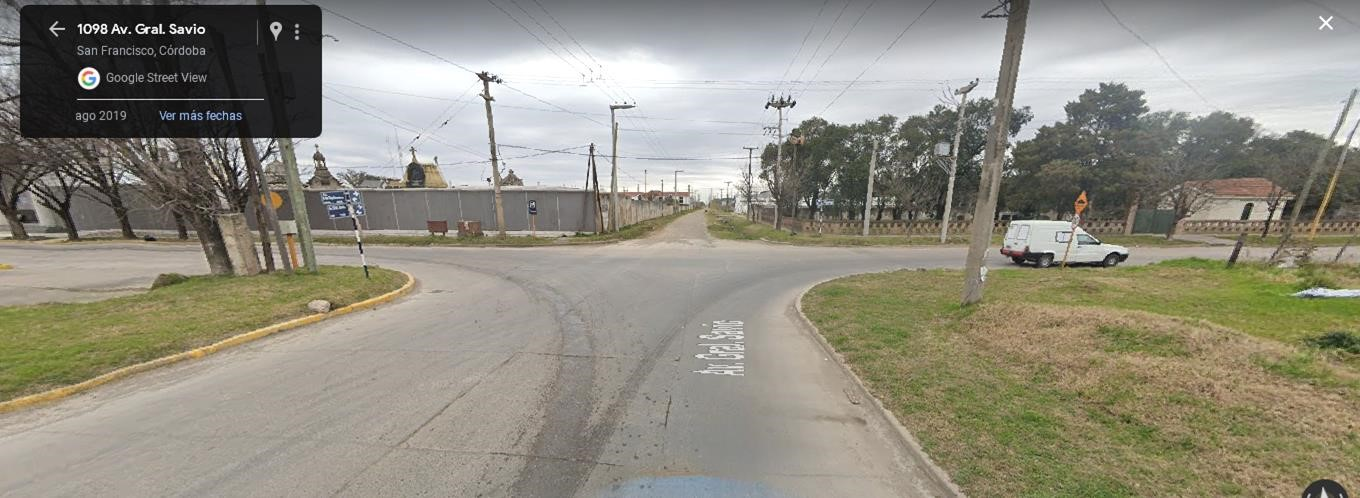 1098 Av. Gral. Savio
San Francisco, Córdoba
Google Street View
ago 2019
Ver más fechas
Av. Gral. Savio